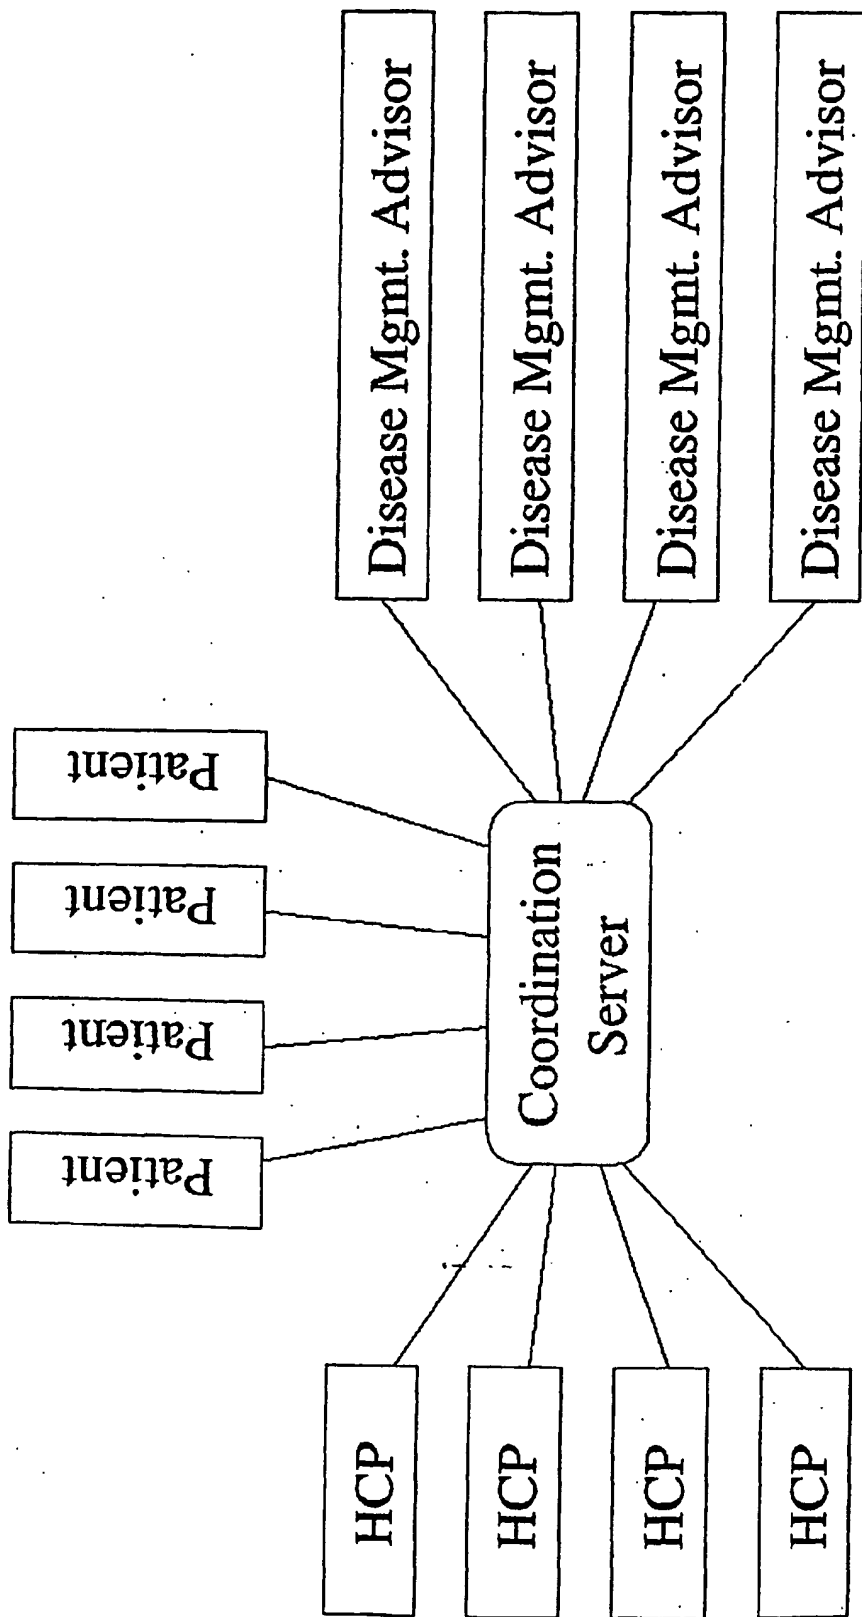 Patient
Patient
Patient
Patient
HCP
HCP
HCP
HCP
Coordination
Server
Disease Mgmt. Advisor
Disease Mgmt. Advisor
Disease Mgmt. Advisor
Disease Mgmt. Advisor